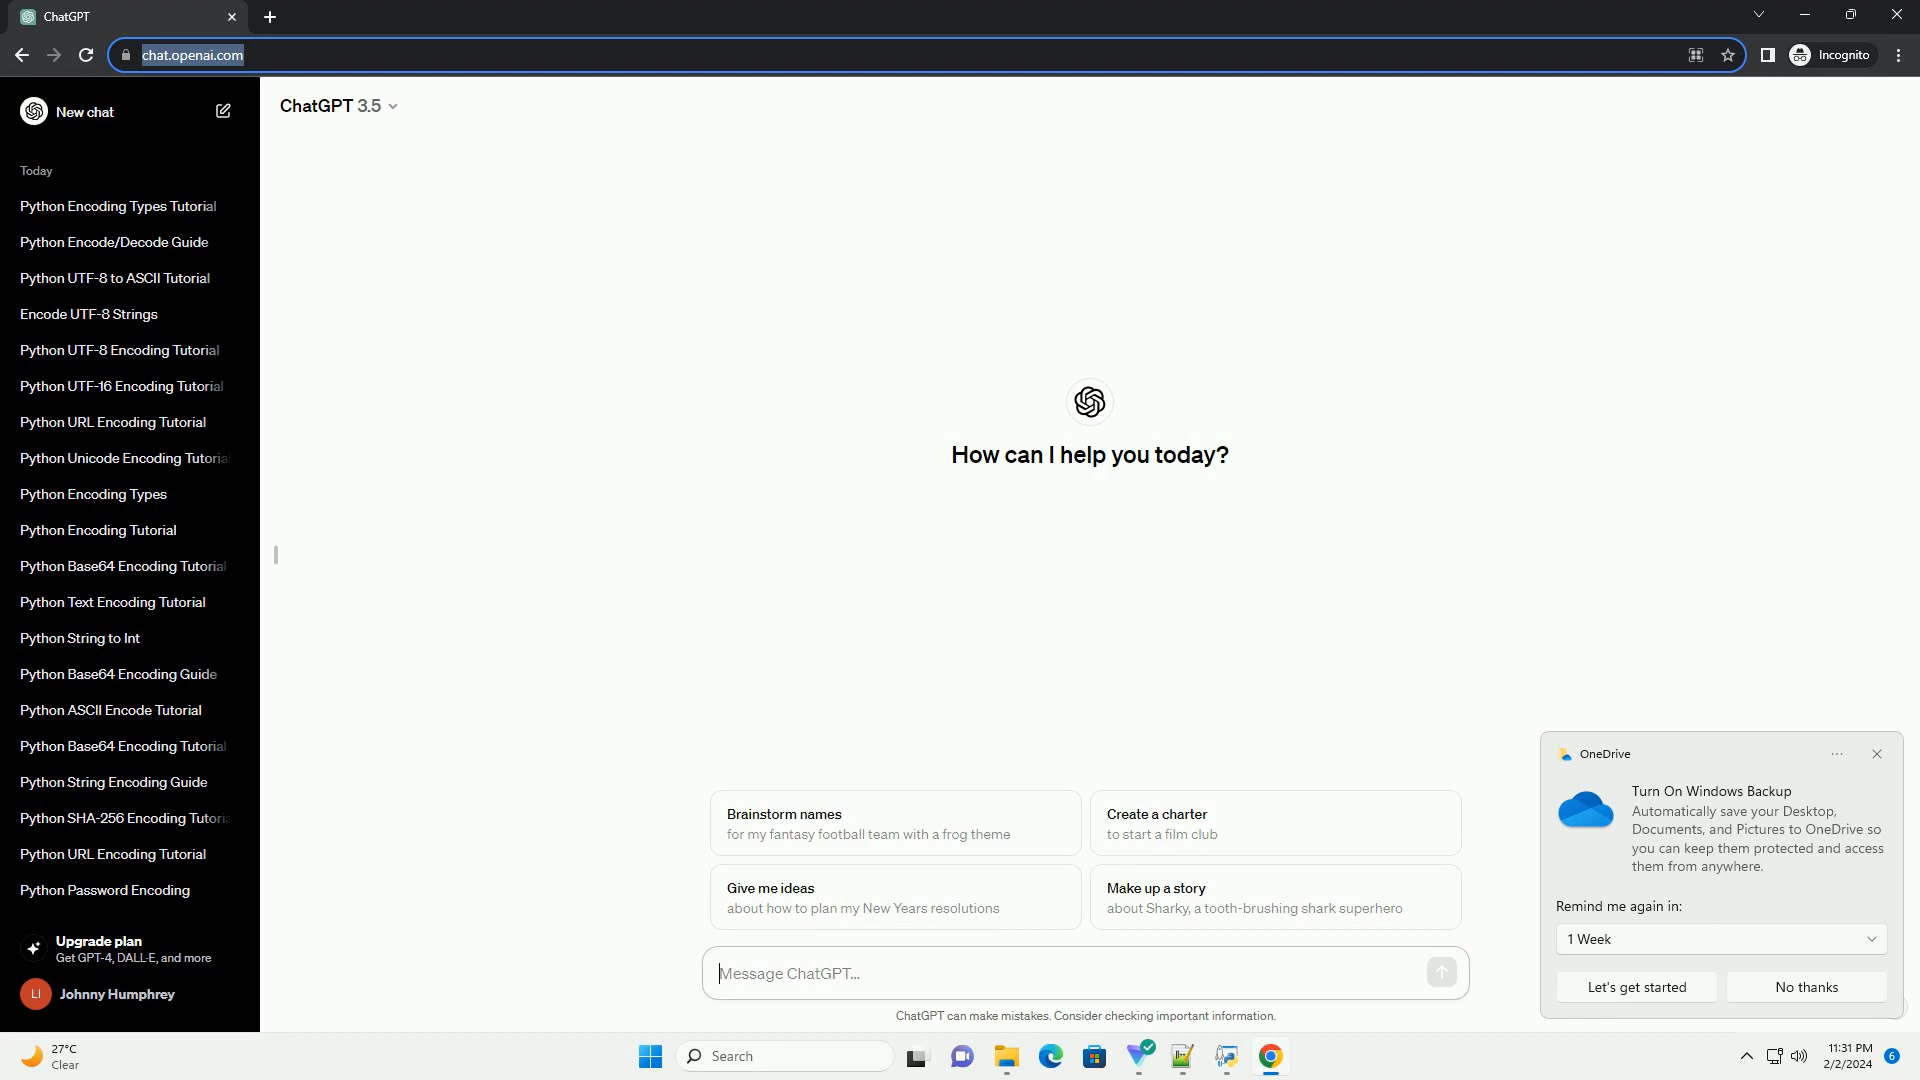 ChatGPT
chat.openai.com
Incognito
New chat
ChatGPT 3.5
Today
Python Encoding Types Tutorial
Python Encode/Decode Guide
Python UTF-8 to ASCII Tutorial
Encode UTF-8 Strings
Python UTF-8 Encoding Tutorial
Python UTF-16 Encoding Tutorial
Python URL Encoding Tutorial
Python Unicode Encoding Tutoria
Python Encoding Types
Python Encoding Tutorial
Python Base64 Encoding Tutorial
Python Text Encoding Tutorial
Python String to Int
Python Base64 Encoding Guide
Python ASCII Encode Tutorial
Python Base64 Encoding Tutorial
Python String Encoding Guide
Python SHA-256 Encoding Tutoria
Python URL Encoding Tutorial
Python Password Encoding
Upgrade plan
Get GPT-4, DALL·E, and more
LI
Johnny Humphrey
How can I help you today?
Brainstorm names
for my fantasy football team with a frog theme
Create a charter
to start a film club
Give me ideas
about how to plan my New Years resolutions
Make up a story
about Sharky, a tooth-brushing shark superhero
Message ChatGPT...
ChatGPT can make mistakes. Consider checking important information.
OneDrive
Turn On Windows Backup
Automatically save your Desktop,
Documents, and Pictures to OneDrive so
you can keep them protected and access
them from anywhere.
Remind me again in:
1 Week
Let's get started
No thanks
27°C
Clear
Search
11:31 PM
2/2/2024
6